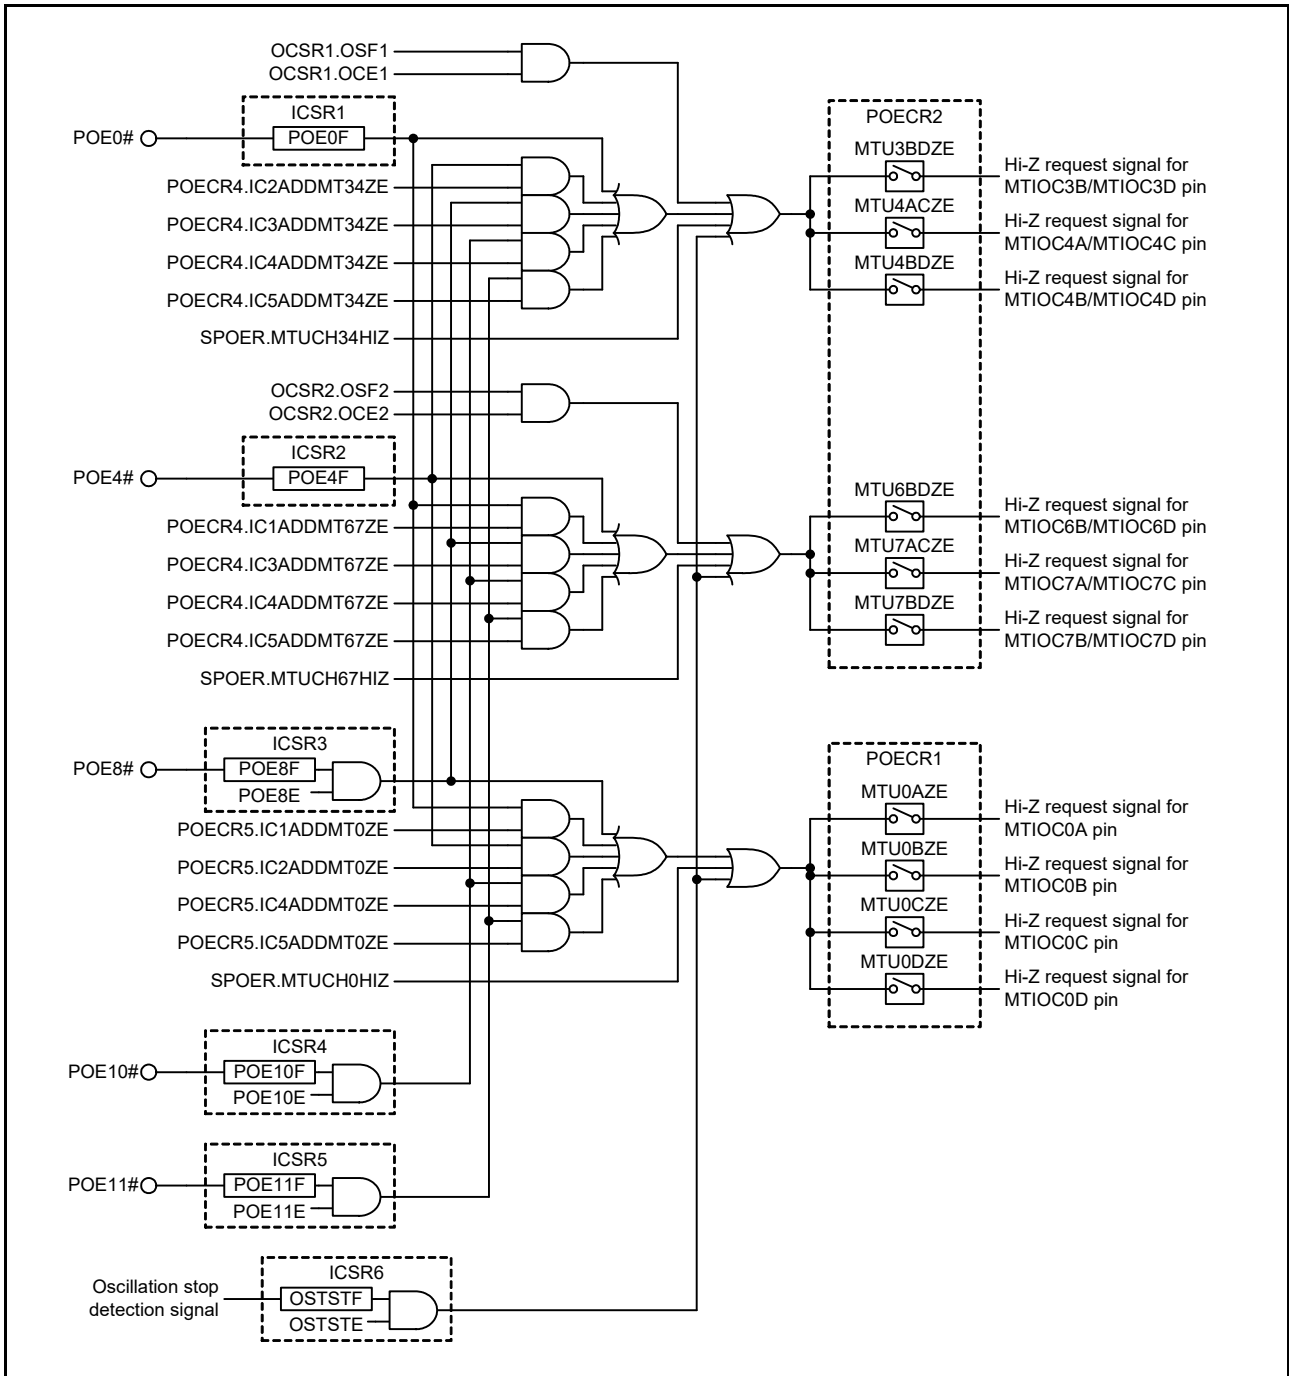 OCSR1.OSF1
OCSR1.OCE1
ICSR1
POE0#
POE0F
POECR4.IC2ADDMT34ZE
POECR4.IC3ADDMT34ZE
POECR4.IC4ADDMT34ZE
POECR4.IC5ADDMT34ZE
SPOER.MTUCH34HIZ
POECR2
MTU3BDZE
Hi-Z request signal for
MTIOC3B/MTIOC3D pin
MTU4ACZE
Hi-Z request signal for
MTIOC4A/MTIOC4C pin
MTU4BDZE
Hi-Z request signal for
MTIOC4B/MTIOC4D pin
OCSR2.OSF2
OCSR2.OCE2
ICSR2
POE4#
POE4F
POECR4.IC1ADDMT67ZE
POECR4.IC3ADDMT67ZE
POECR4.IC4ADDMT67ZE
POECR4.IC5ADDMT67ZE
SPOER.MTUCH67HIZ
MTU6BDZE
Hi-Z request signal for
MTIOC6B/MTIOC6D pin
MTU7ACZE
Hi-Z request signal for
MTIOC7A/MTIOC7C pin
MTU7BDZE
Hi-Z request signal for
MTIOC7B/MTIOC7D pin
ICSR3
POE8#
POE8F
POE8E
POECR5.IC1ADDMT0ZE
POECR5.IC2ADDMT0ZE
POECR5.IC4ADDMT0ZE
POECR5.IC5ADDMT0ZE
SPOER.MTUCH0HIZ
POECR1
MTU0AZE
Hi-Z request signal for
MTIOC0A pin
MTU0BZE
Hi-Z request signal for
MTIOC0B pin
MTU0CZE
Hi-Z request signal for
MTIOC0C pin
MTU0DZE
Hi-Z request signal for
MTIOC0D pin
ICSR4
POE10#
POE10F
POE10E
ICSR5
POE11#
POE11F
POE11E
ICSR6
Oscillation stop
detection signal
OSTSTF
OSTSTE